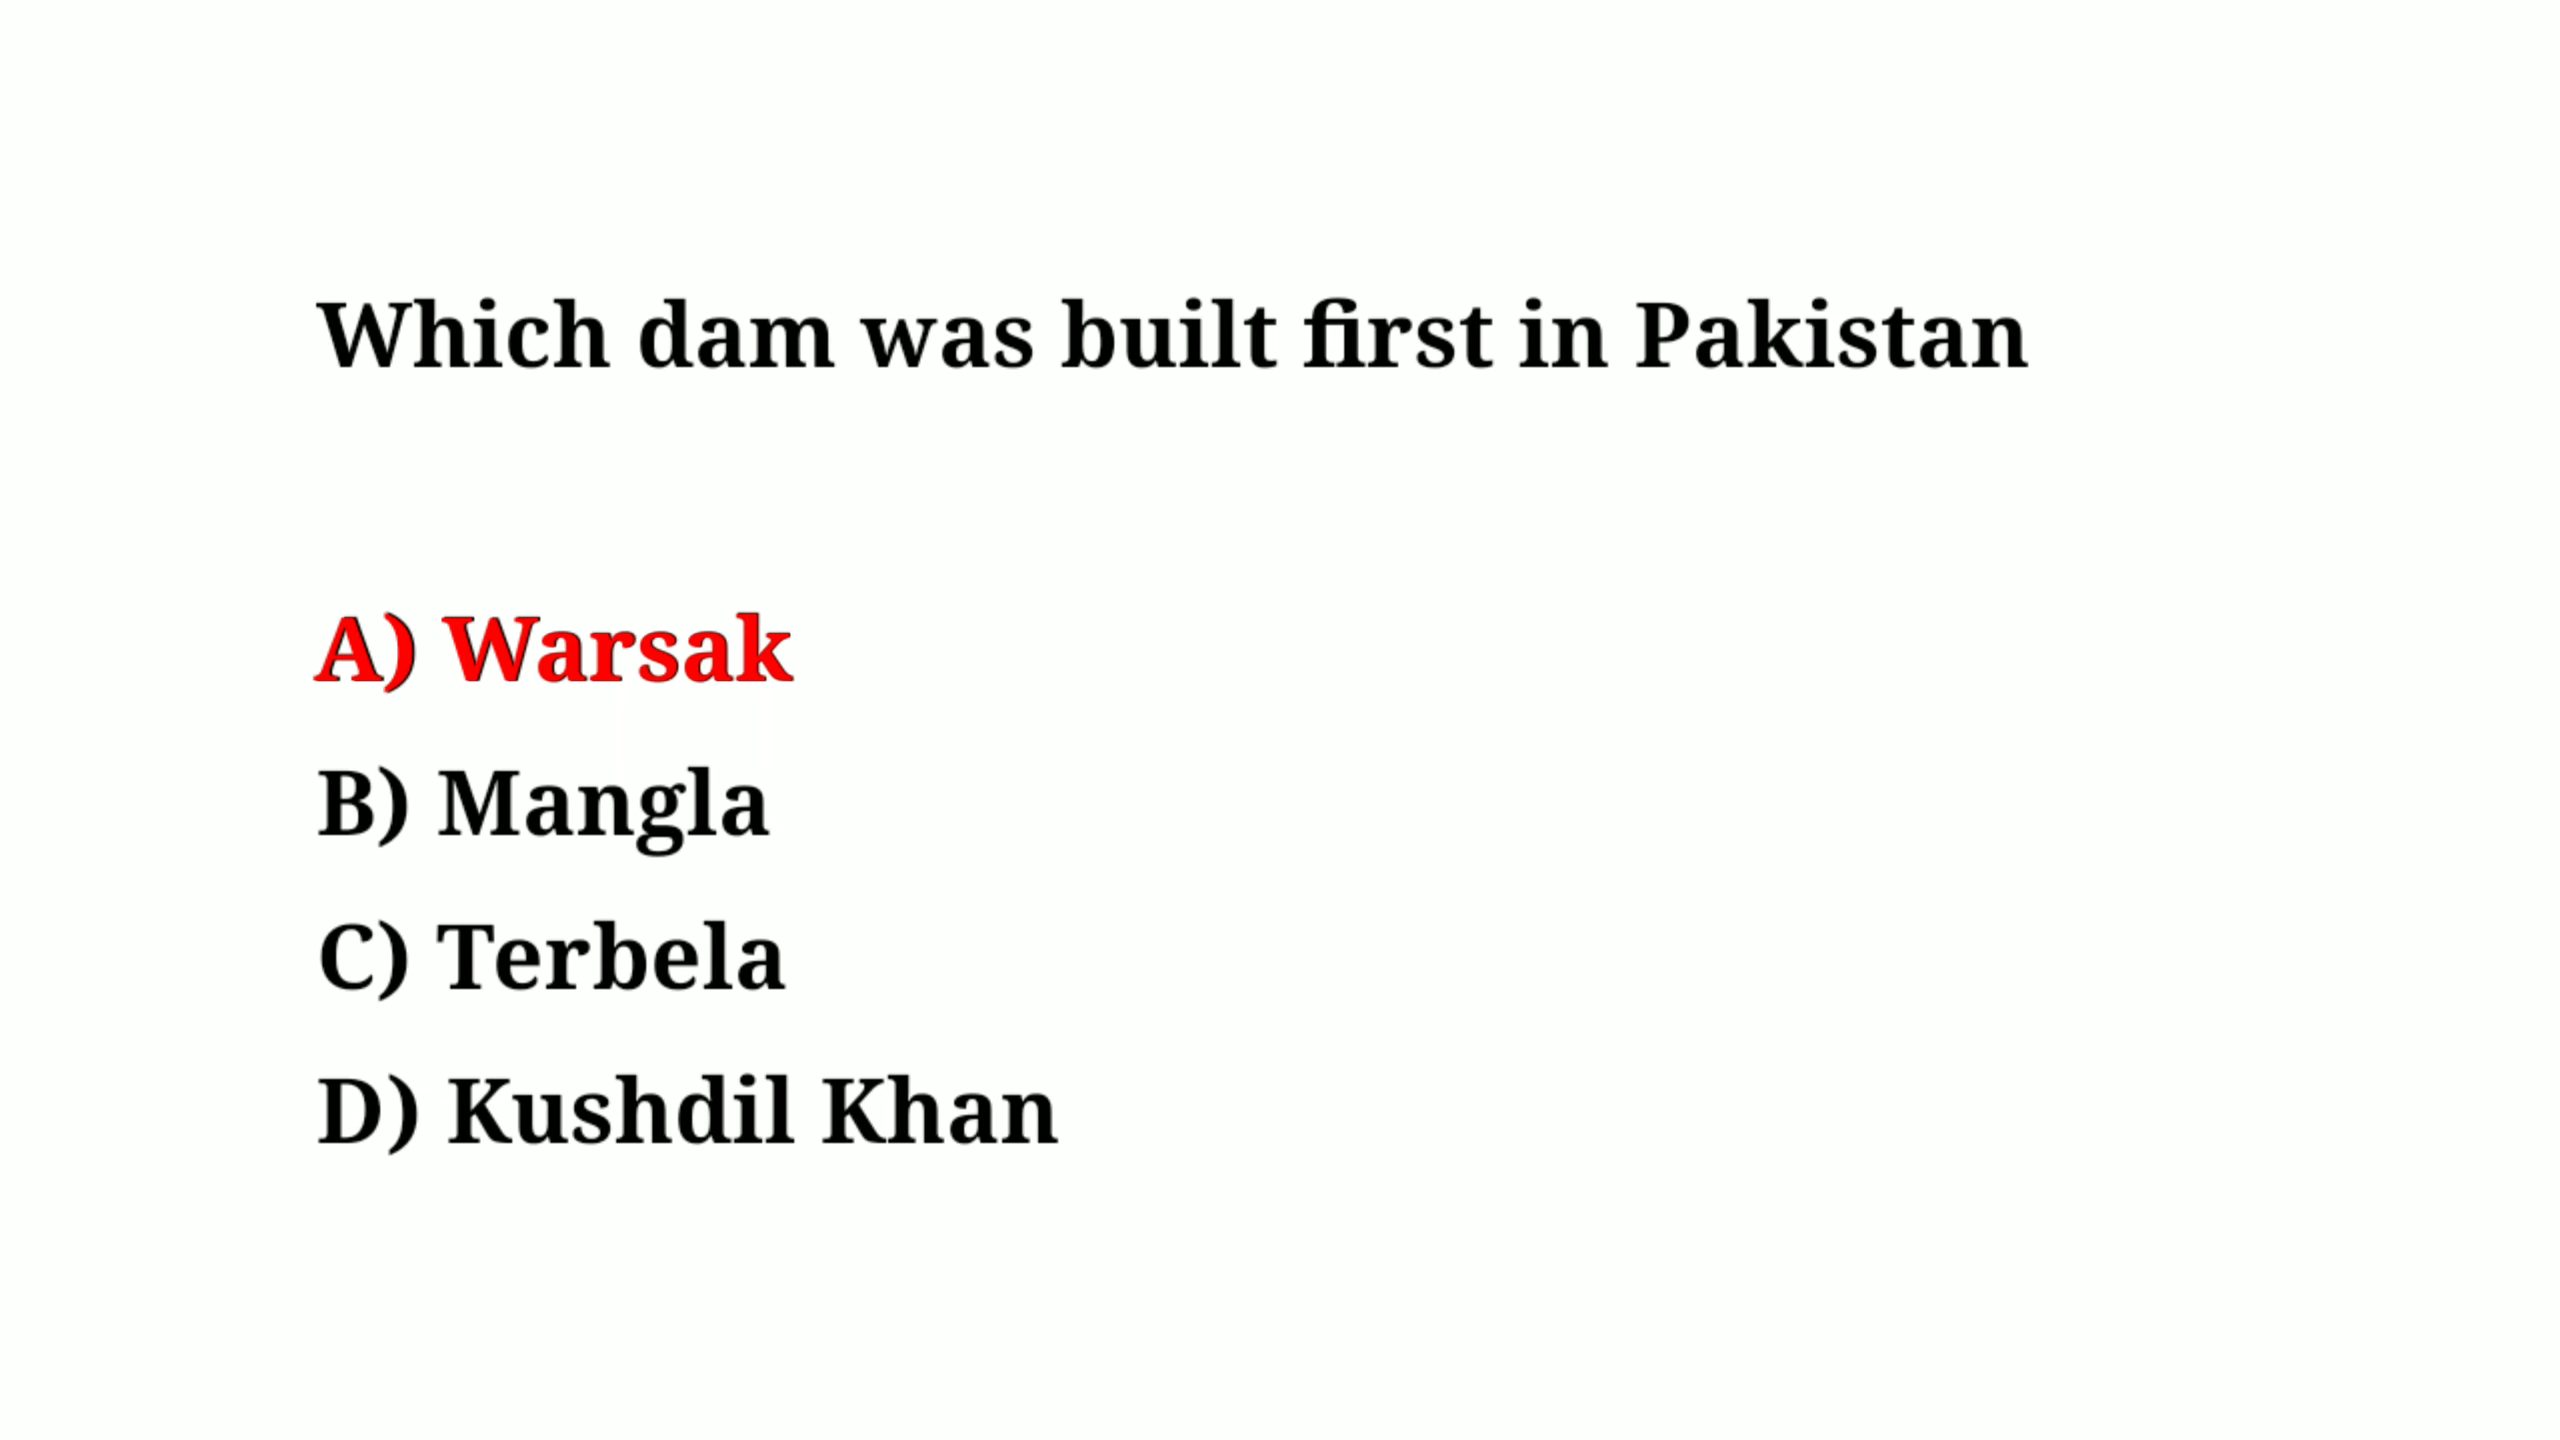 Which dam was built first in Pakistan
A) Warsak
B) Mangla
C) Terbela
D) Kushdil Khan